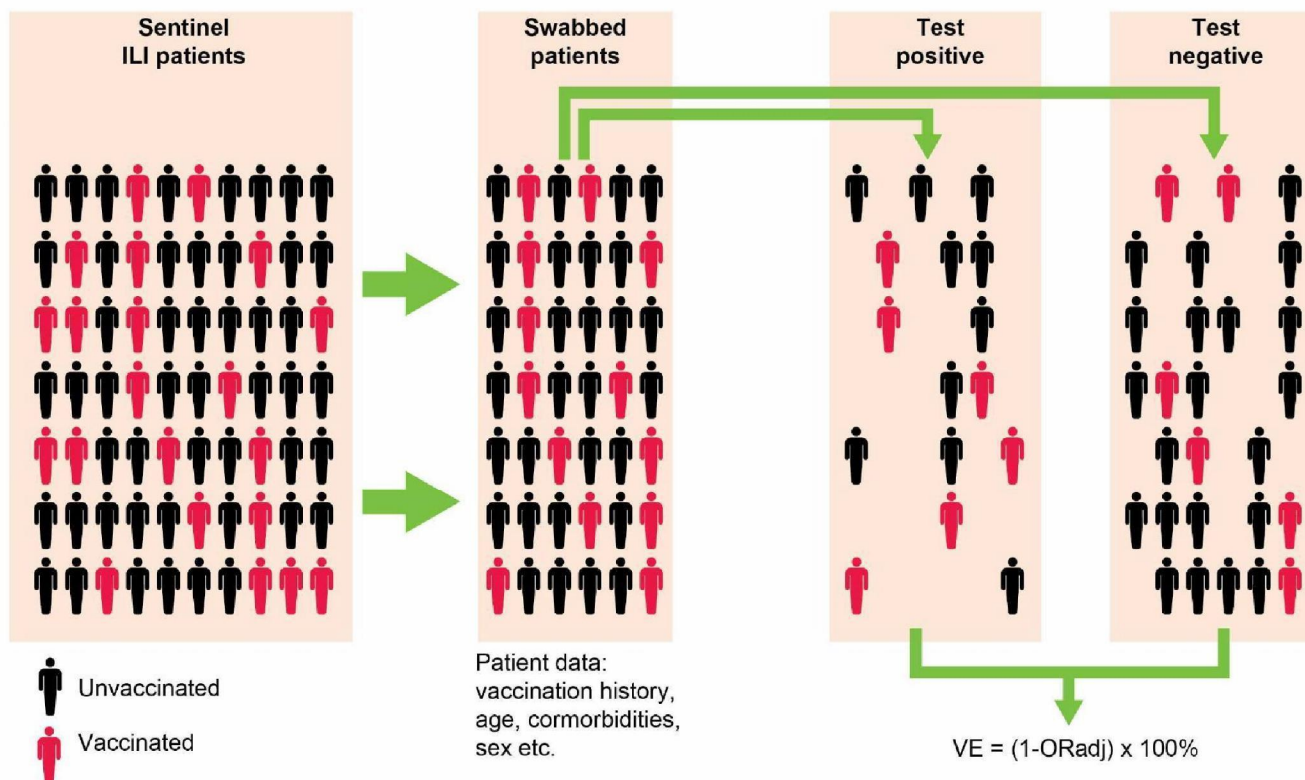 Sentinel
ILI patients
Swabbed
patients
Test
positive
Test
negative
Unvaccinated
Vaccinated
Patient data:
vaccination history,
age, cormorbidities,
sex etc.
VE = (1-ORadj) x 100%